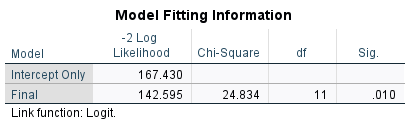 Model Fitting Information
Model -2 Log Likelihood Chi-Square df Sig.
Intercept Only 167.430
Final 142.595 24.834 11 .010
Link function: Logit.